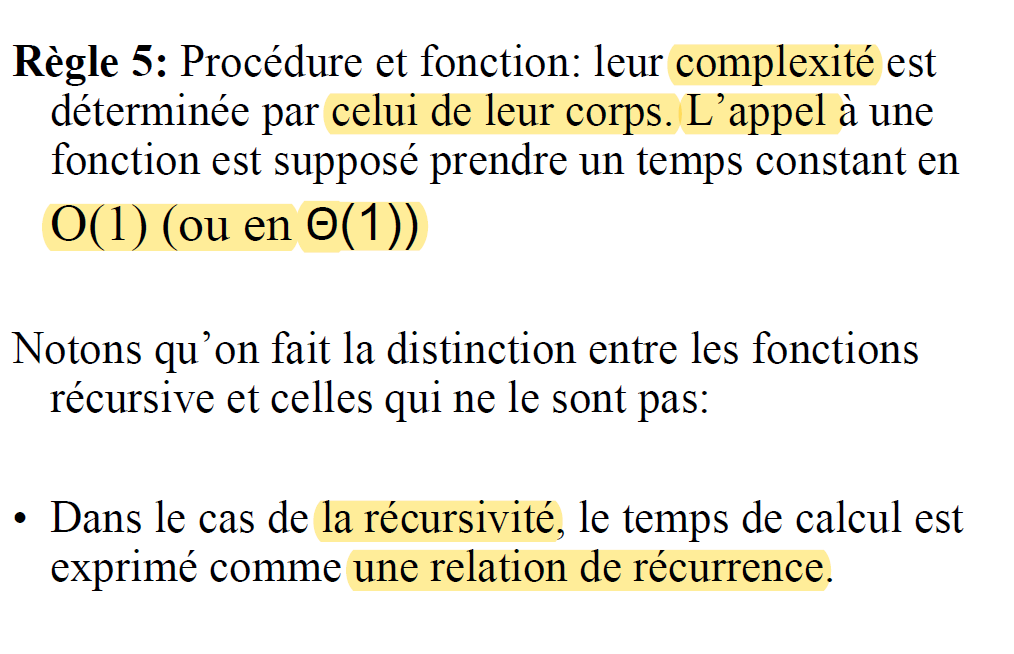 Règle 5: Procédure et fonction: leur complexité est
déterminée par celui de leur corps. L’appel à une
fonction est supposé prendre un temps constant en
O(1) (ou en Θ(1))
Notons qu’on fait la distinction entre les fonctions
récursive et celles qui ne le sont pas:
• Dans le cas de la récursivité, le temps de calcul est
exprimé comme une relation de récurrence.